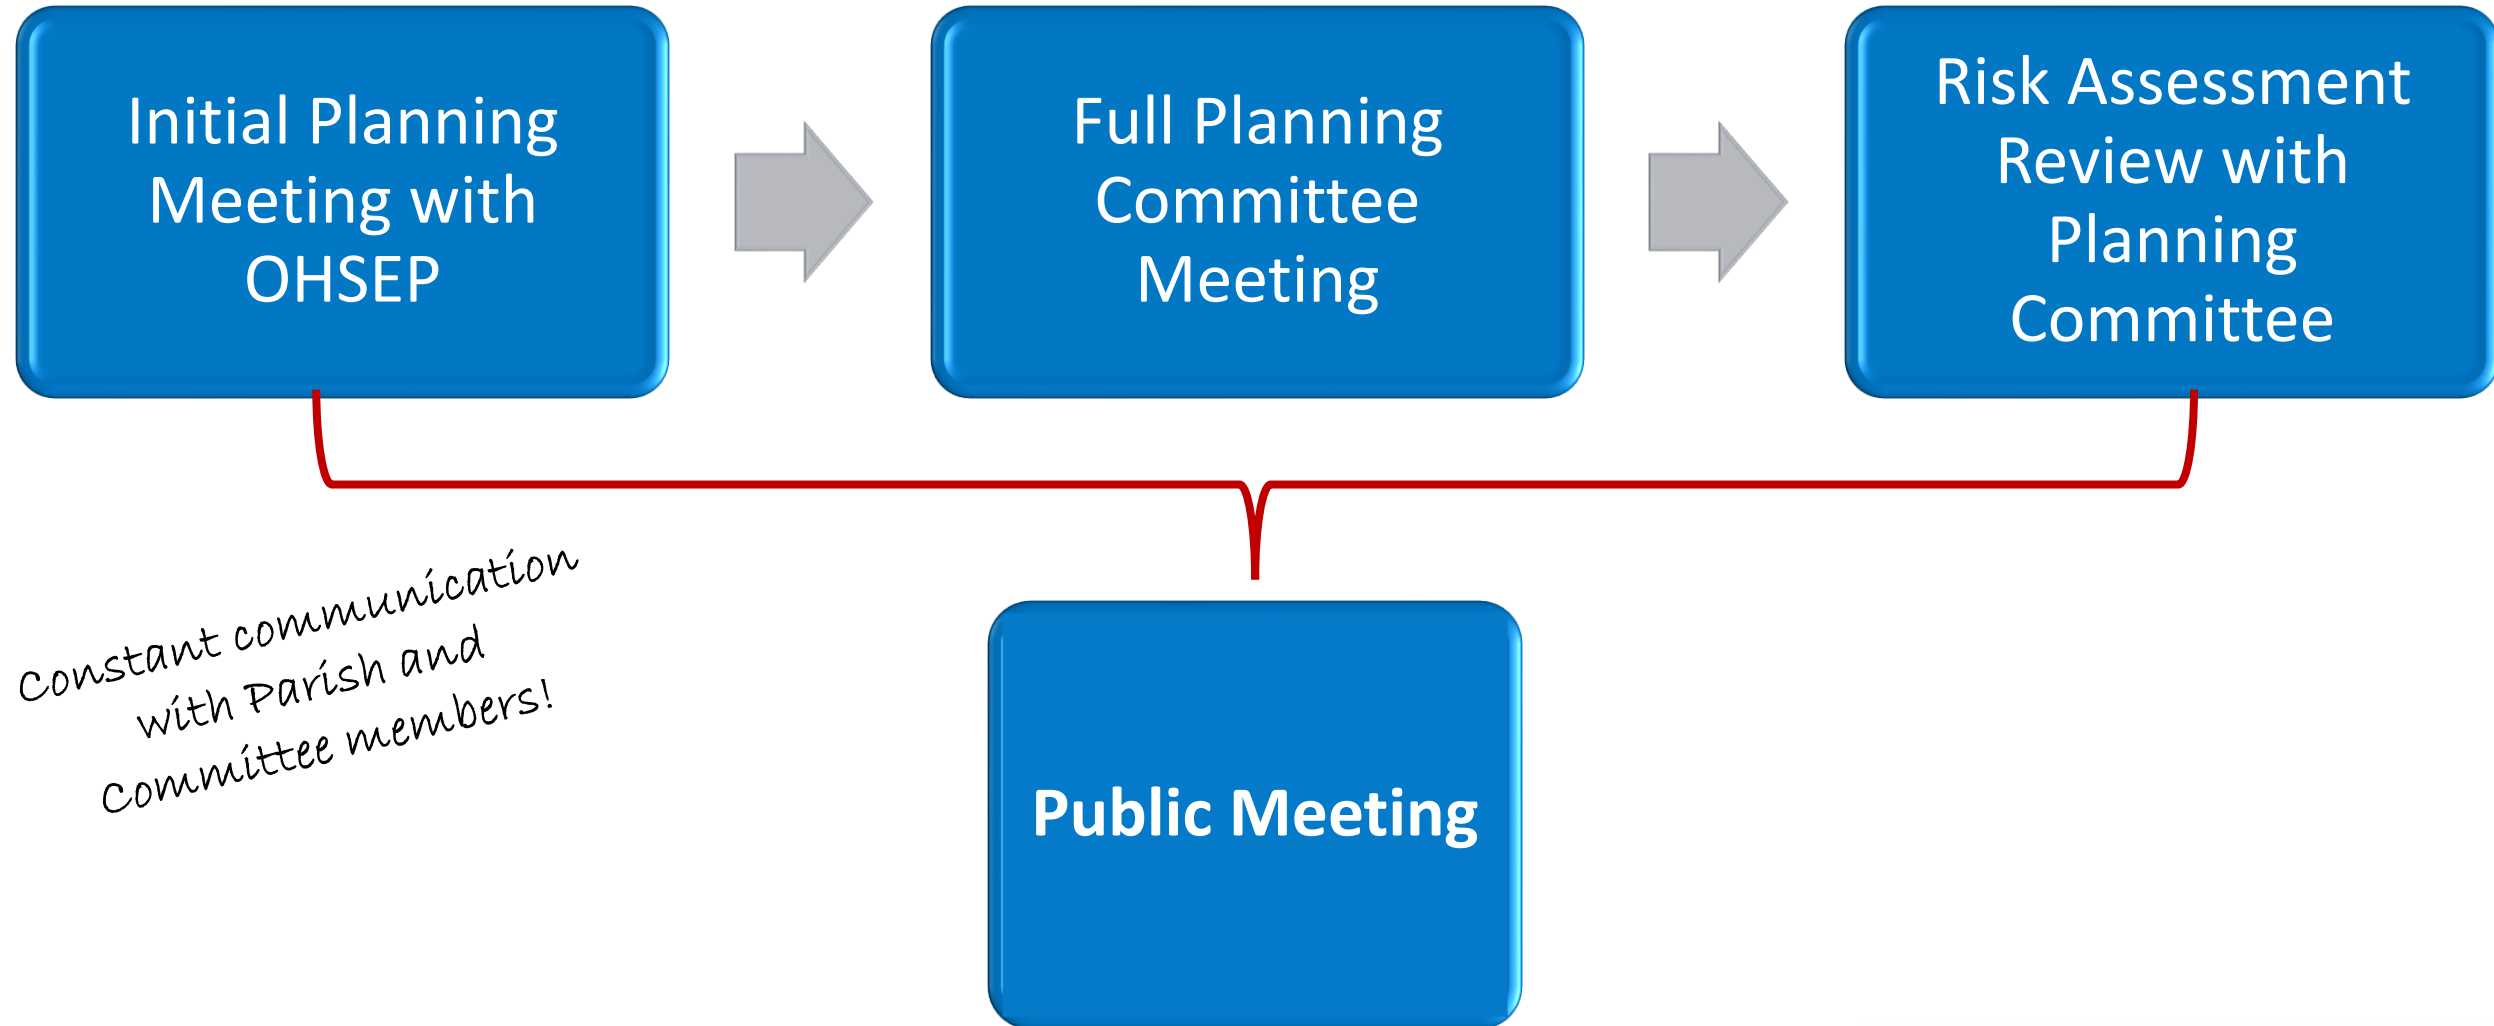 Initial Planning
Meeting with
OHSEP
Full Planning
Committee
Meeting
Risk Assessment
Review with
Planning
Committee
Constant communication
with Parish and
Committee members!
Public Meeting